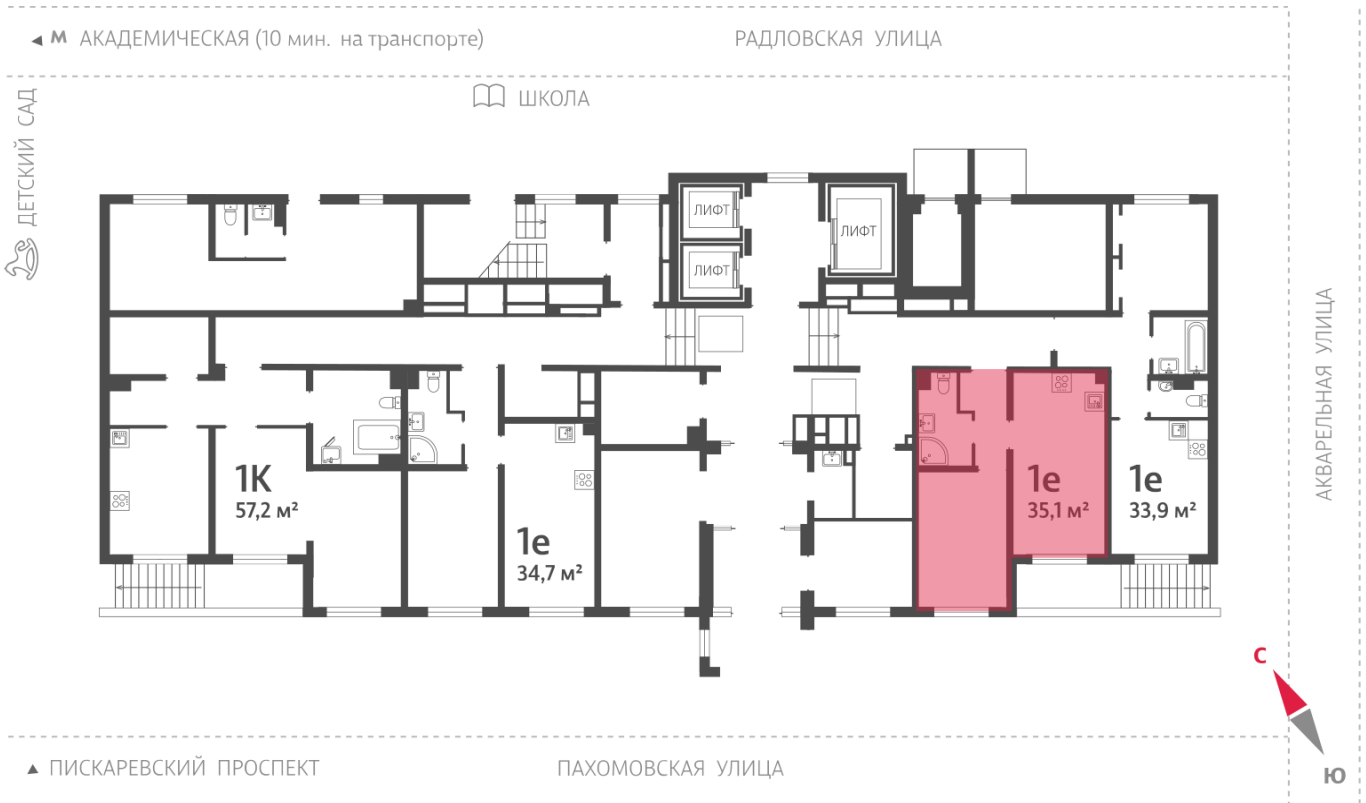 М АКАДЕМИЧЕСКАЯ (10 мин. на транспорте)
РАДЛОВСКАЯ УЛИЦА
ШКОЛА
ДЕТСКИЙ САД
ЛИФТ
ЛИФТ
ЛИФТ
АКВАРЕЛЬНАЯ УЛИЦА
1К
57,2 м²
1е
34,7 м²
1е
35,1 м²
1е
33,9 м²
С
Ю
ПИСКАРЕВСКИЙ ПРОСПЕКТ
ПАХОМОВСКАЯ УЛИЦА